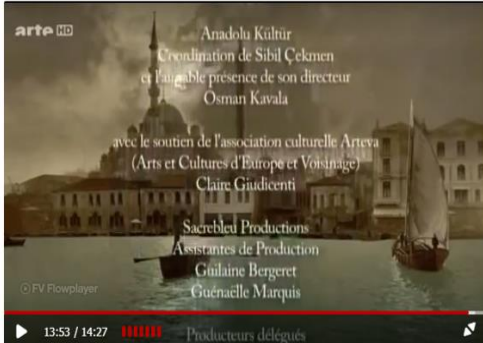 arte HD
Anadolu Kültür
Coordination de Sibil Çekmen
et l'aimable présence de son directeur
Osman Kavala
avec le soutien de l'association culturelle Arteva
(Arts et Cultures d'Europe et Voisinage)
Claire Giudicenti
Sacrebleu Productions
Assistantes de Production
Guilaine Bergeret
Guénaëlle Marquis
FV Flowplayer
13:53 / 14:27
Producteurs délégués